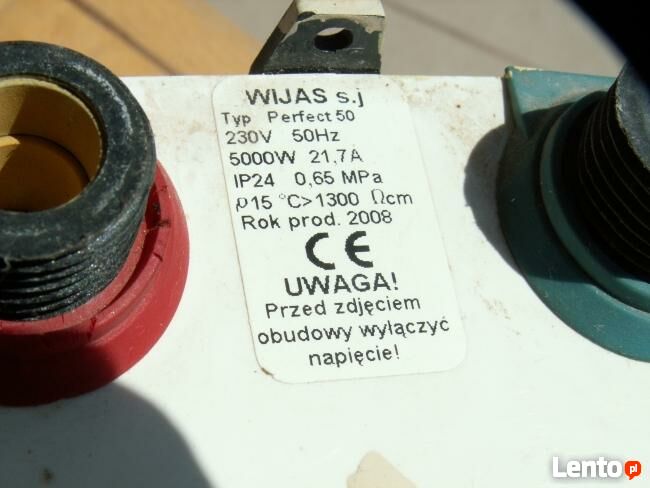 WIJAS s.j
Typ Perfect 50
230V 50Hz
5000W 21,7A
IP24 0,65 MPa
ρ15 °C>1300 Ωcm
Rok prod. 2008
CE
UWAGA!
Przed zdjęciem
obudowy wyłączyć
napięcie!
Lento.pl